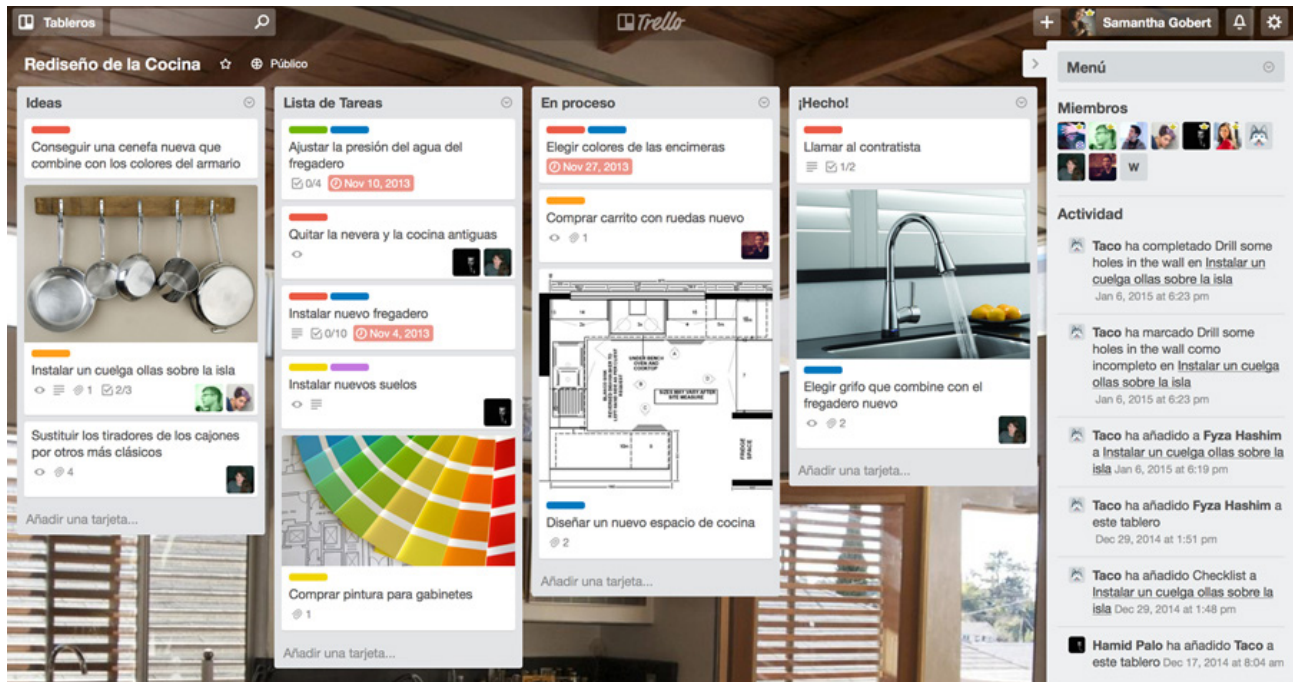 Tableros
Trello
Samantha Gobert
Rediseño de la Cocina
Público
Ideas
Conseguir una cenefa nueva que
combine con los colores del armario
Instalar un cuelga ollas sobre la isla
1 2/3
Sustituir los tiradores de los cajones
por otros más clásicos
4
Añadir una tarjeta...
Lista de Tareas
Ajustar la presión del agua del
fregadero
0/4 Nov 10, 2013
Quitar la nevera y la cocina antiguas
Instalar nuevo fregadero
0/10 Nov 4, 2013
Instalar nuevos suelos
Comprar pintura para gabinetes
1
Añadir una tarjeta...
En proceso
Elegir colores de las encimeras
Nov 27, 2013
Comprar carrito con ruedas nuevo
1
UNDER BENCH
OVEN AND
COOKTOP
SIZES MAY VARY AFTER
SITE MEASURE
FRIDGE
SPACE
Diseñar un nuevo espacio de cocina
2
Añadir una tarjeta...
¡Hecho!
Llamar al contratista
1/2
Elegir grifo que combine con el
fregadero nuevo
2
Añadir una tarjeta...
Menú
Miembros
W
Actividad
Taco ha completado Drill some
holes in the wall en Instalar un
cuelga ollas sobre la isla
Jan 6, 2015 at 6:23 pm
Taco ha marcado Drill some
holes in the wall como
incompleto en Instalar un cuelga
ollas sobre la isla
Jan 6, 2015 at 6:23 pm
Taco ha añadido a Fyza Hashim
a Instalar un cuelga ollas sobre la
isla Jan 6, 2015 at 6:19 pm
Taco ha añadido Fyza Hashim a
este tablero
Dec 29, 2014 at 1:51 pm
Taco ha añadido Checklist a
Instalar un cuelga ollas sobre la
isla Dec 29, 2014 at 1:48 pm
Hamid Palo ha añadido Taco a
este tablero Dec 17, 2014 at 8:04 am